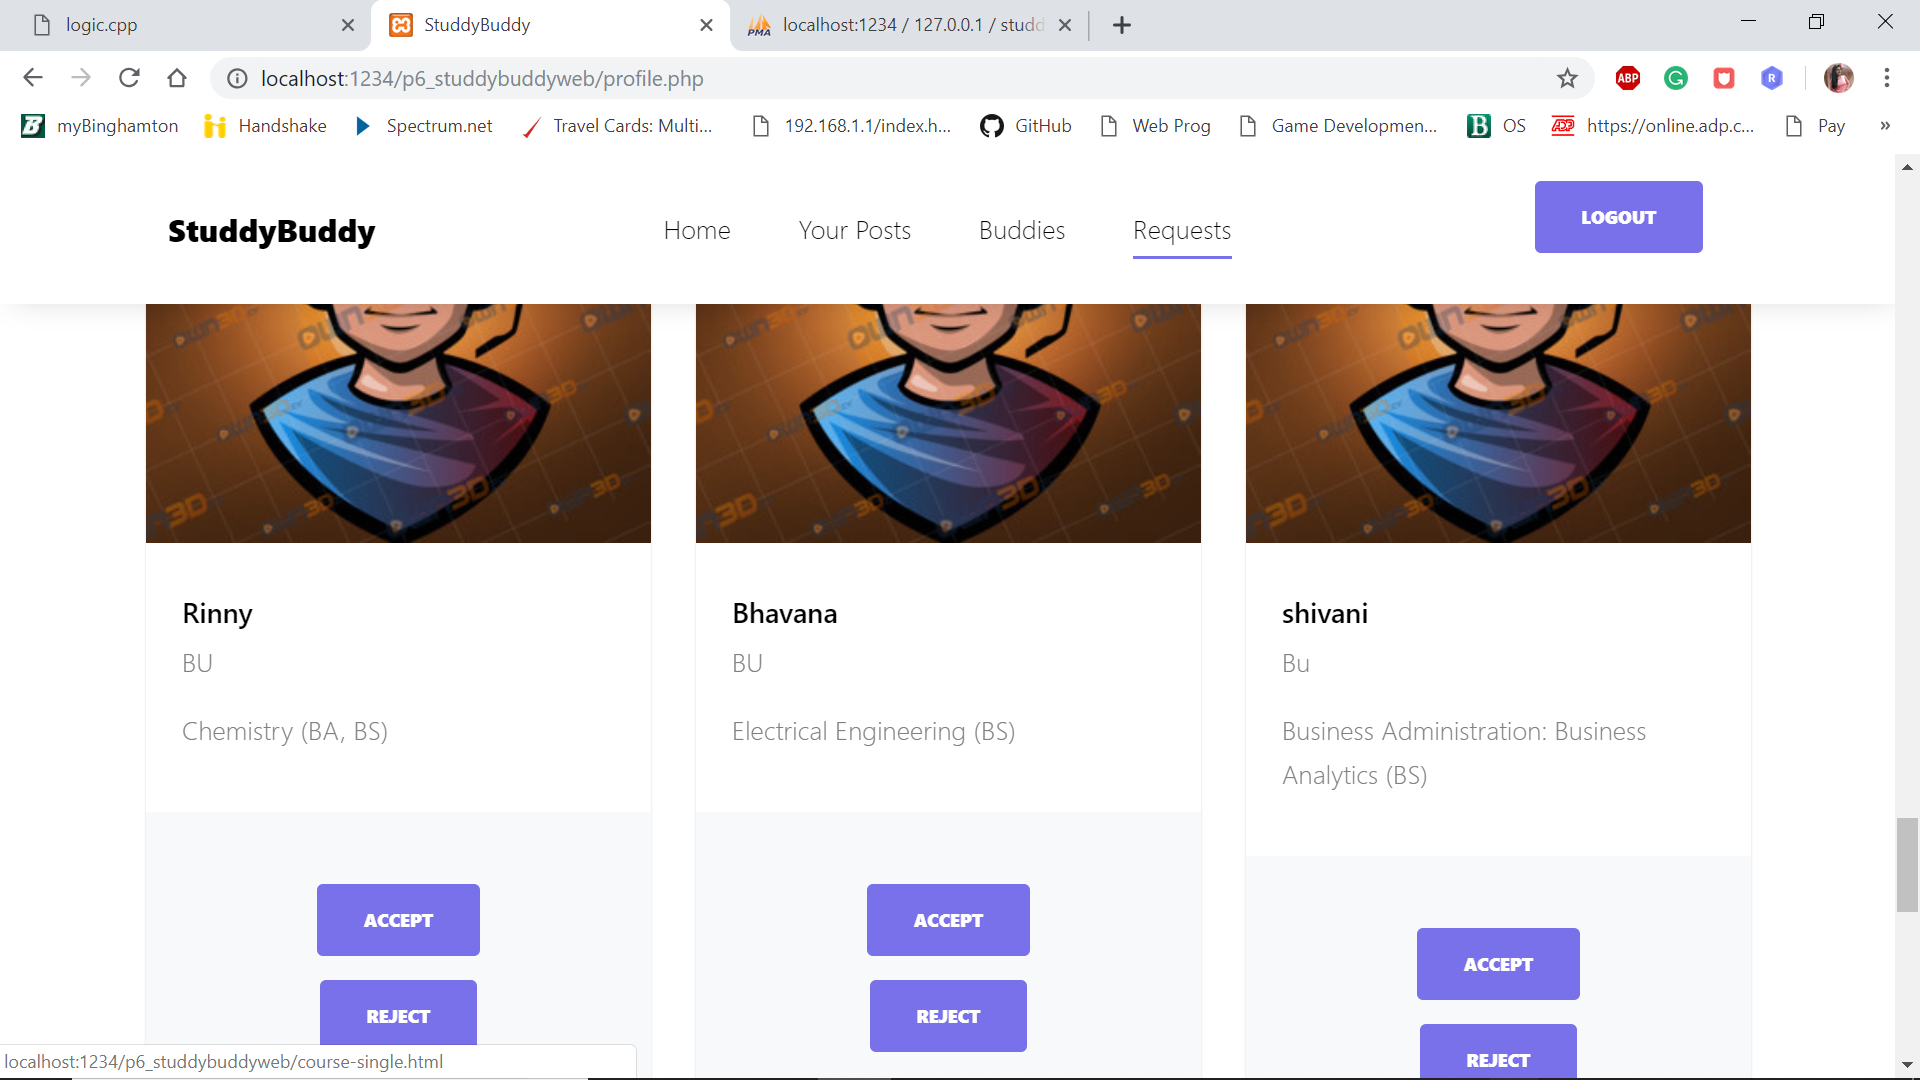 logic.cpp
StuddyBuddy
localhost:1234 / 127.0.0.1 / studd
localhost:1234/p6_studdybuddyweb/profile.php
ABP
R
myBinghamton
Handshake
Spectrum.net
Travel Cards: Multi...
192.168.1.1/index.h...
GitHub
Web Prog
Game Developmen...
OS
https://online.adp.c...
Pay
»
StuddyBuddy
Home
Your Posts
Buddies
Requests
LOGOUT
Rinny
BU
Chemistry (BA, BS)
ACCEPT
REJECT
Bhavana
BU
Electrical Engineering (BS)
ACCEPT
REJECT
shivani
Bu
Business Administration: Business
Analytics (BS)
ACCEPT
REJECT
localhost:1234/p6_studdybuddyweb/course-single.html